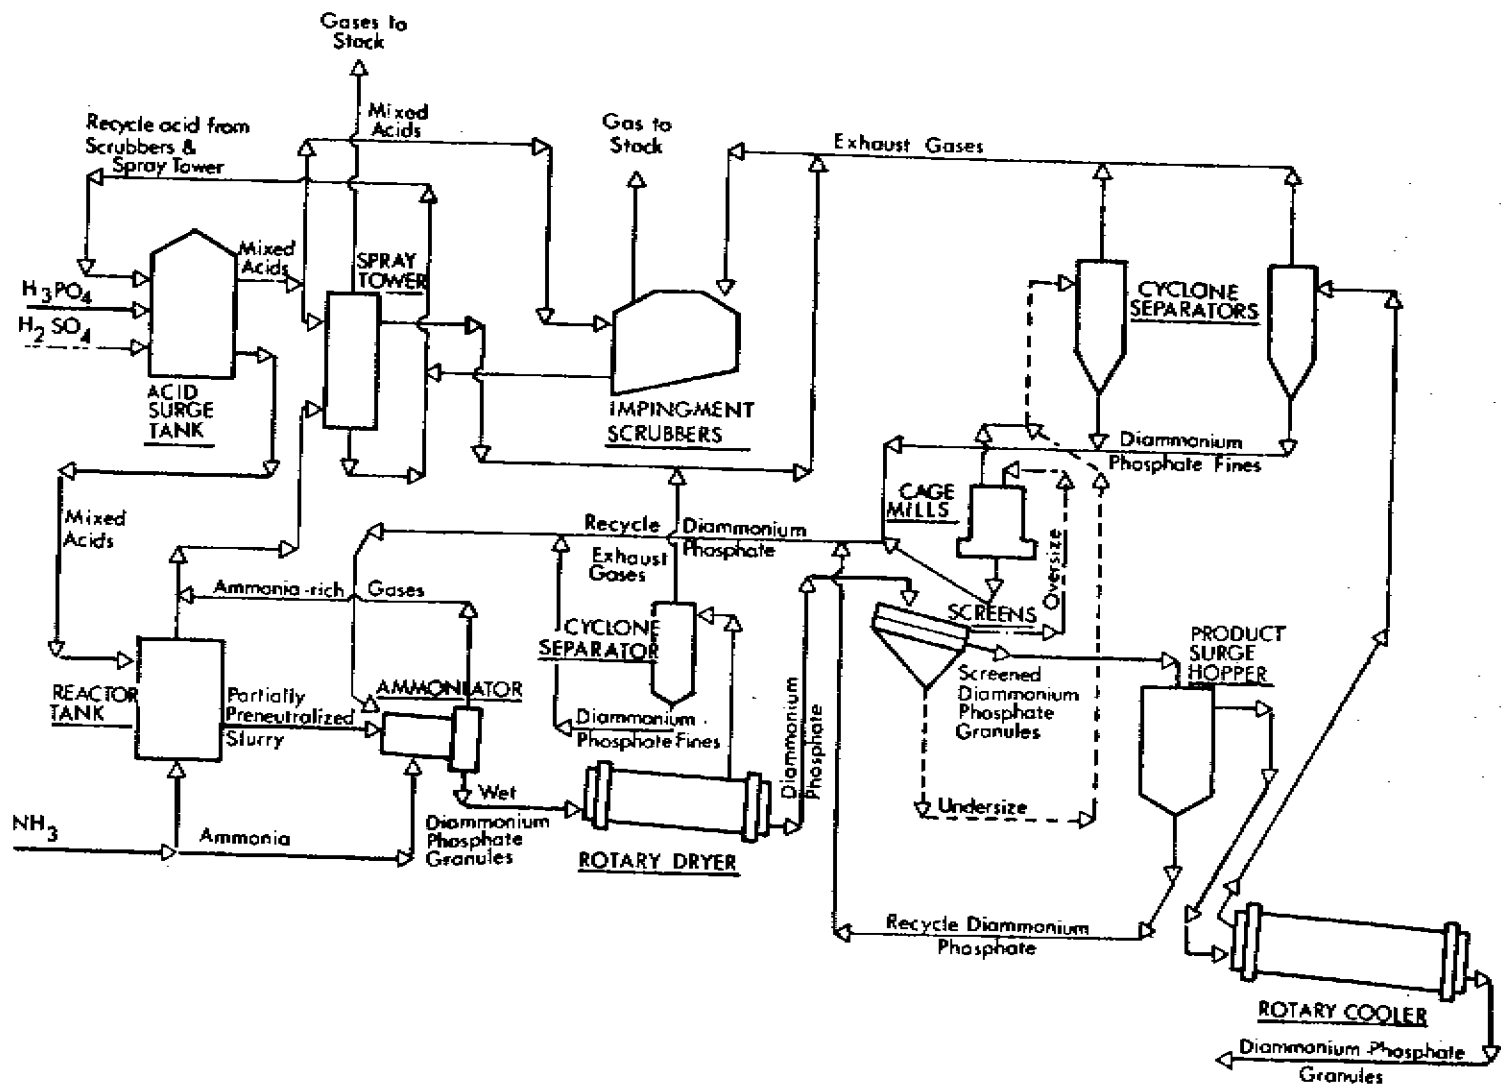 Gases to
Stack
Mixed
Acids
Recycle acid from
Scrubbers &
Spray Tower
Gas to
Stack
Exhaust Gases
Mixed
Acids
SPRAY
TOWER
H3PO4
H2SO4
CYCLONE
SEPARATORS
ACID
SURGE
TANK
IMPINGMENT
SCRUBBERS
Diammonium
Phosphate Fines
CAGE
MILLS
Mixed
Acids
Recycle Diammonium
Phosphate
Exhaust
Gases
Oversize
Ammonia-rich Gases
SCREENS
CYCLONE
SEPARATOR
PRODUCT
SURGE
HOPPER
REACTOR
TANK
Partially
Preneutralized
Slurry
AMMONIATOR
Screened
Diammonium
Phosphate
Granules
Diammonium
Phosphate Fines
Diammonium
Phosphate
Wet
Diammonium
Phosphate
Granules
Undersize
NH3
Ammonia
ROTARY DRYER
Recycle Diammonium
Phosphate
ROTARY COOLER
Diammonium Phosphate
Granules